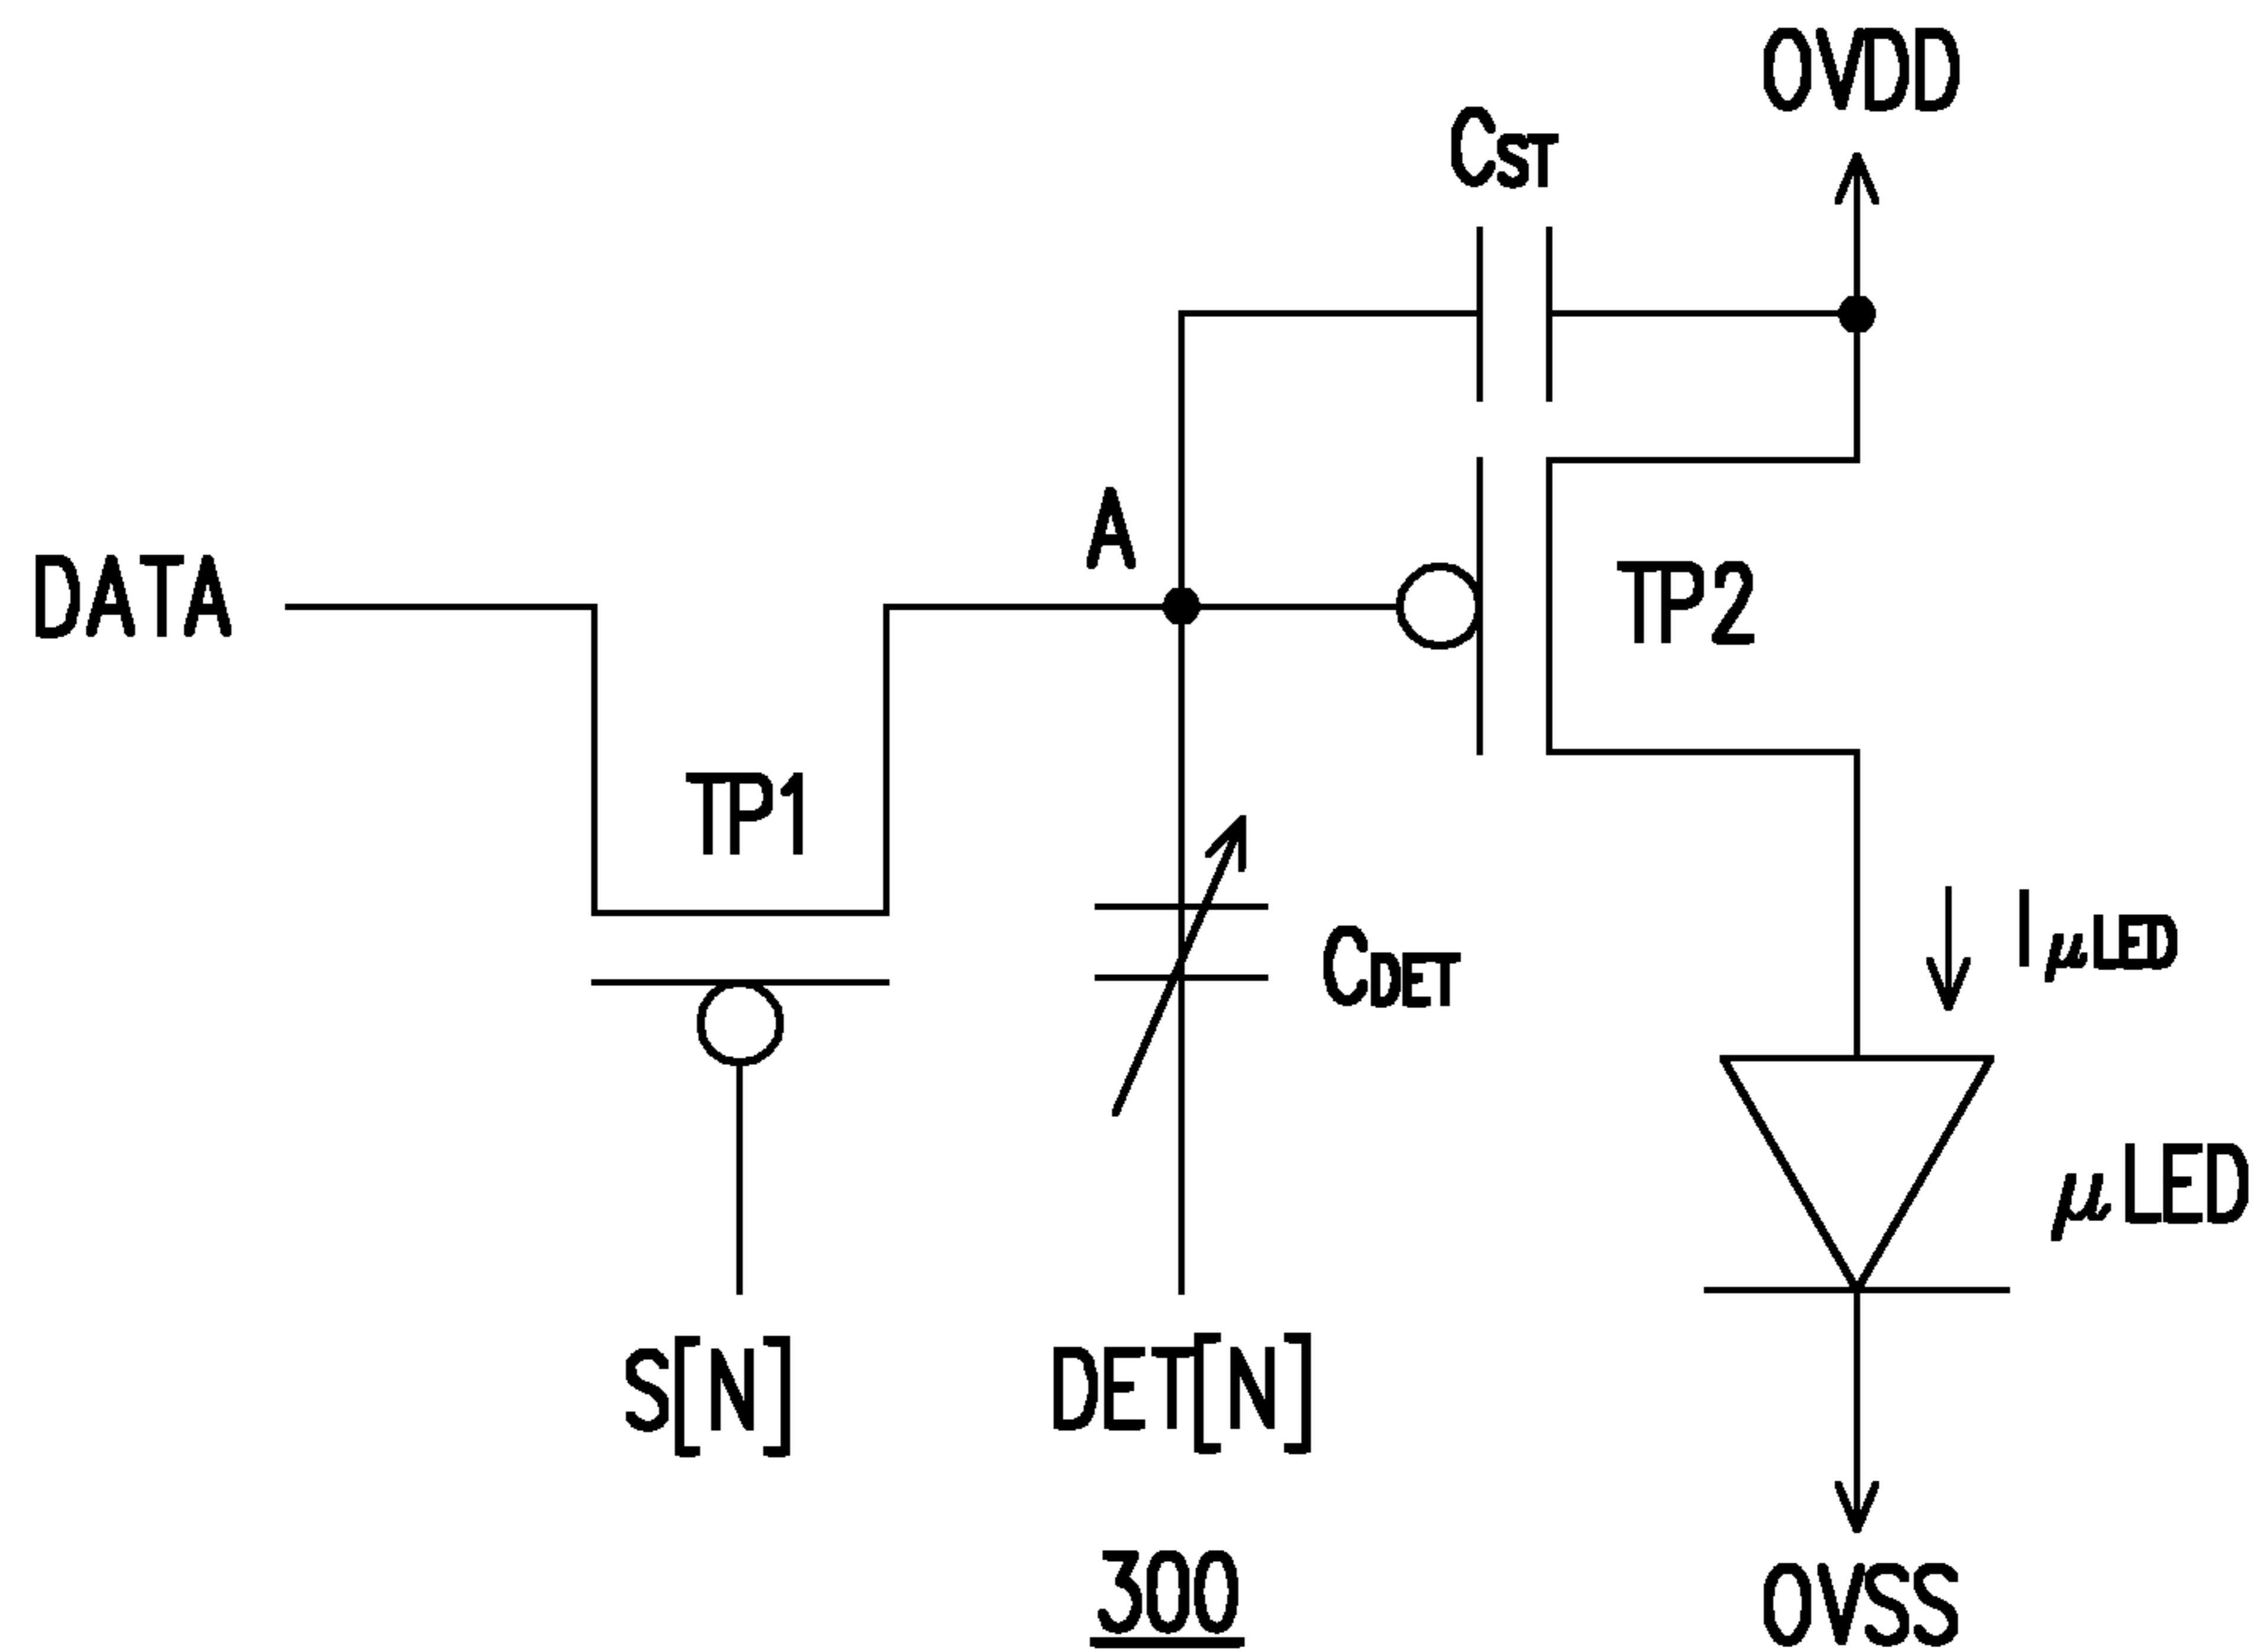 OVDD
CST
A
DATA
TP2
TP1
IμLED
CDET
μLED
S[N]
DET[N]
300
OVSS